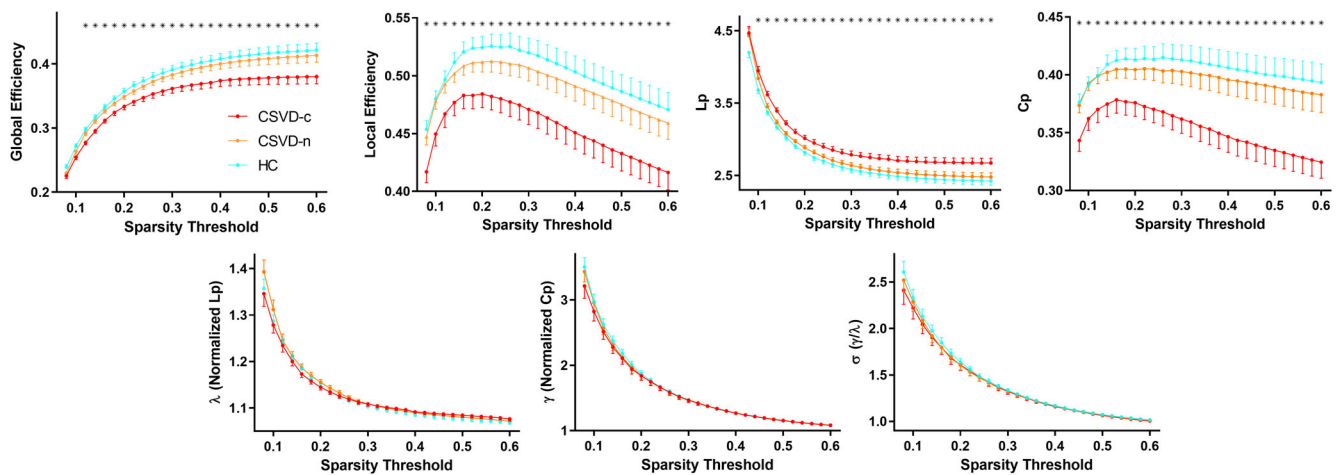 * * * * * * * * * * * * * * * * * * * * * * * * *
Global Efficiency
0.4
0.3
0.2
CSVD-c
CSVD-n
HC
0.1 0.2 0.3 0.4 0.5 0.6
Sparsity Threshold
* * * * * * * * * * * * * * * * * * * * * * * * * * *
Local Efficiency
0.55
0.50
0.45
0.40
0.1 0.2 0.3 0.4 0.5 0.6
Sparsity Threshold
* * * * * * * * * * * * * * * * * * * * * * * * * *
Lp
4.5
3.5
2.5
0.1 0.2 0.3 0.4 0.5 0.6
Sparsity Threshold
* * * * * * * * * * * * * * * * * * * * * * * * * * *
Cp
0.45
0.40
0.35
0.30
0.1 0.2 0.3 0.4 0.5 0.6
Sparsity Threshold
λ (Normalized Lp)
1.4
1.3
1.2
1.1
0.1 0.2 0.3 0.4 0.5 0.6
Sparsity Threshold
γ (Normalized Cp)
3
2
1
0.1 0.2 0.3 0.4 0.5 0.6
Sparsity Threshold
σ (γ/λ)
2.5
2.0
1.5
1.0
0.1 0.2 0.3 0.4 0.5 0.6
Sparsity Threshold